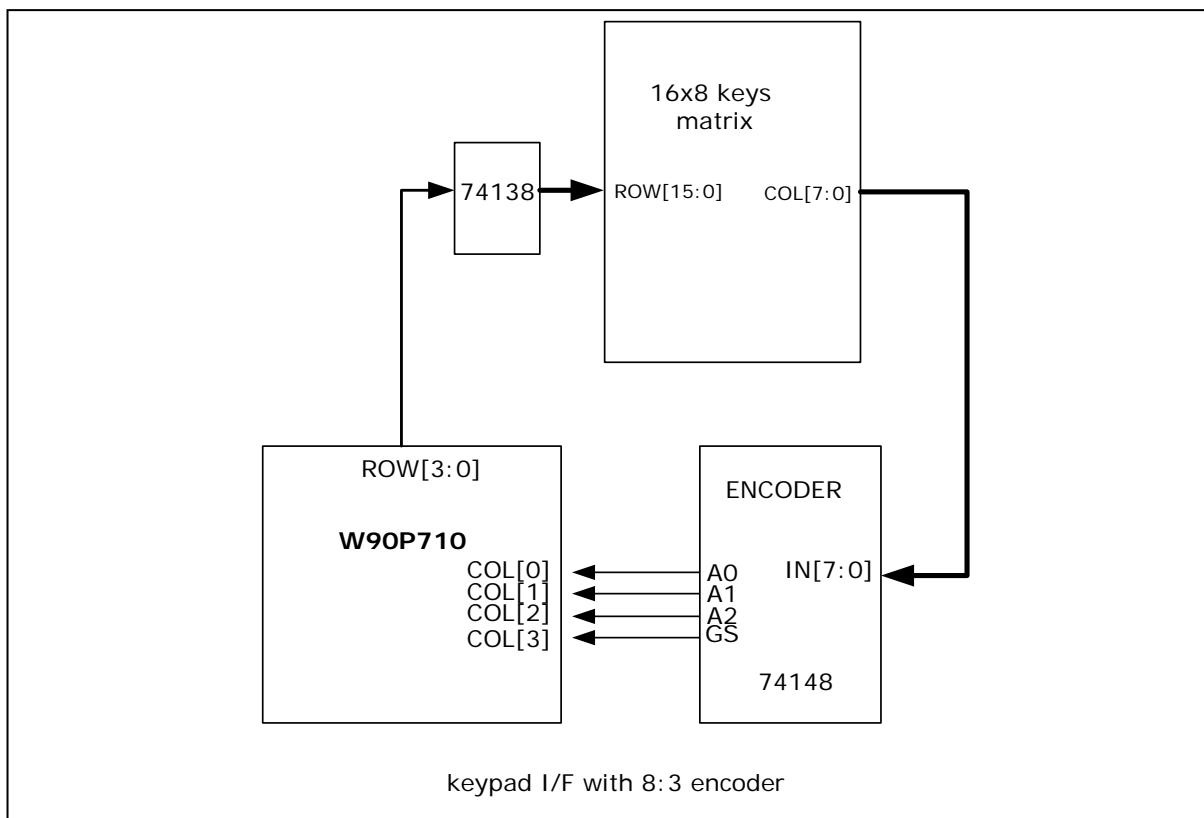 16x8 keys
matrix
74138
ROW[15:0]
COL[7:0]
ROW[3:0]
W90P710
COL[0]
COL[1]
COL[2]
COL[3]
ENCODER
A0
A1
A2
GS
IN[7:0]
74148
keypad I/F with 8:3 encoder